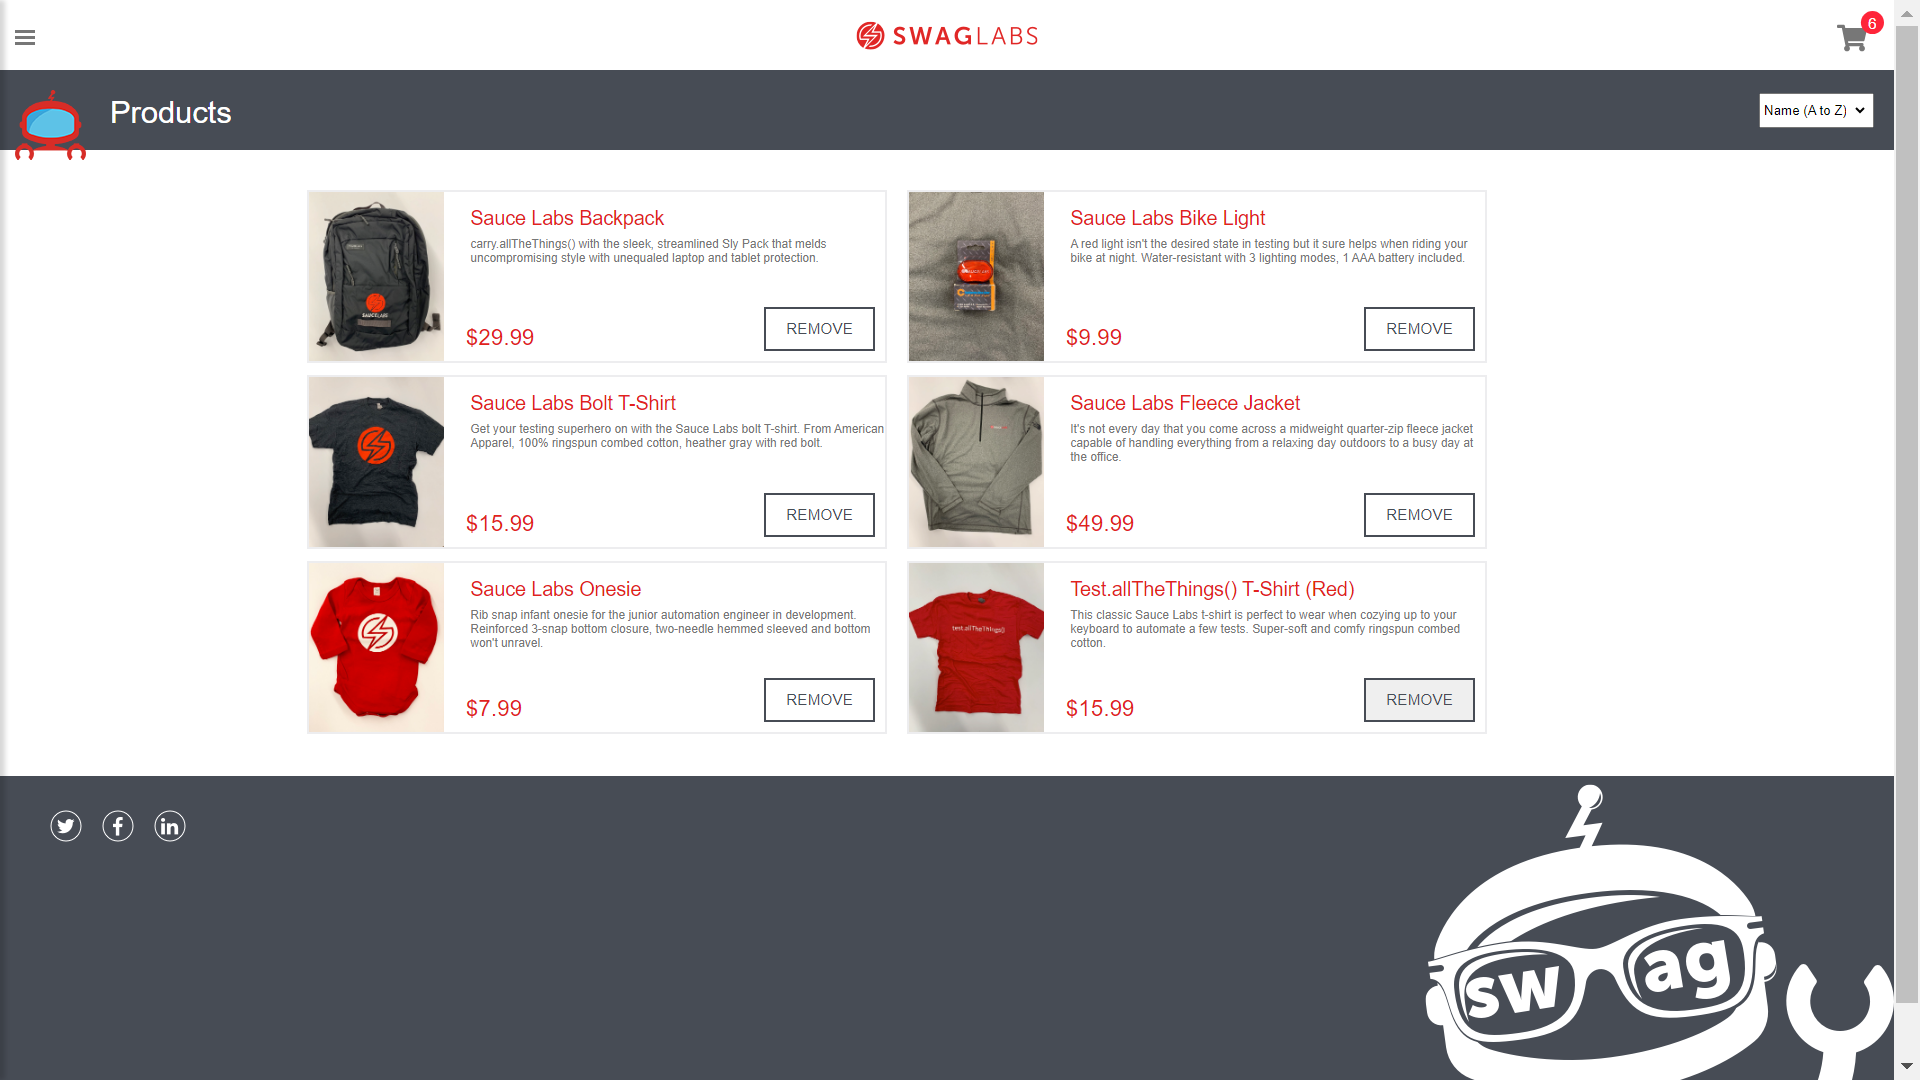 SWAGLABS
6
Products
Name (A to Z)
Sauce Labs Backpack
carry.allTheThings() with the sleek, streamlined Sly Pack that melds
uncompromising style with unequaled laptop and tablet protection.
$29.99
REMOVE
SAUCELABS
Sauce Labs Bike Light
A red light isn't the desired state in testing but it sure helps when riding your
bike at night. Water-resistant with 3 lighting modes, 1 AAA battery included.
$9.99
REMOVE
Sauce Labs Bolt T-Shirt
Get your testing superhero on with the Sauce Labs bolt T-shirt. From American
Apparel, 100% ringspun combed cotton, heather gray with red bolt.
$15.99
REMOVE
Sauce Labs Fleece Jacket
It's not every day that you come across a midweight quarter-zip fleece jacket
capable of handling everything from a relaxing day outdoors to a busy day at
the office.
$49.99
REMOVE
Sauce Labs Onesie
Rib snap infant onesie for the junior automation engineer in development.
Reinforced 3-snap bottom closure, two-needle hemmed sleeved and bottom
won't unravel.
$7.99
REMOVE
test.allTheThings()
Test.allTheThings() T-Shirt (Red)
This classic Sauce Labs t-shirt is perfect to wear when cozying up to your
keyboard to automate a few tests. Super-soft and comfy ringspun combed
cotton.
$15.99
REMOVE
swag